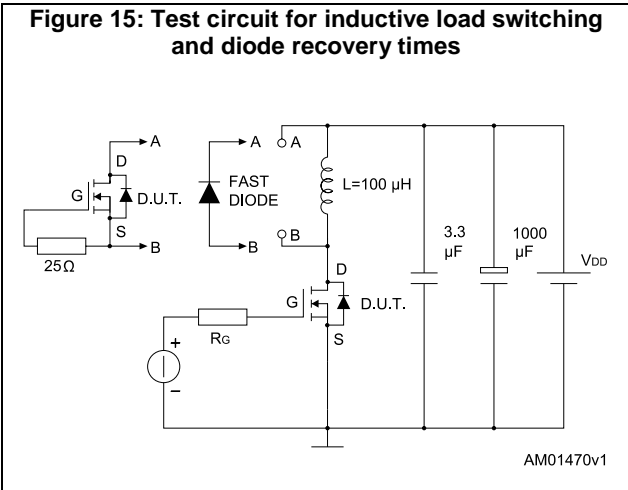 Figure 15: Test circuit for inductive load switching
and diode recovery times
A
D
G
D.U.T.
S
B
25Ω
A
FAST
DIODE
B
A
L=100 µH
B
D
G
D.U.T.
S
RG
+
-
3.3
µF
1000
µF
VDD
AM01470v1